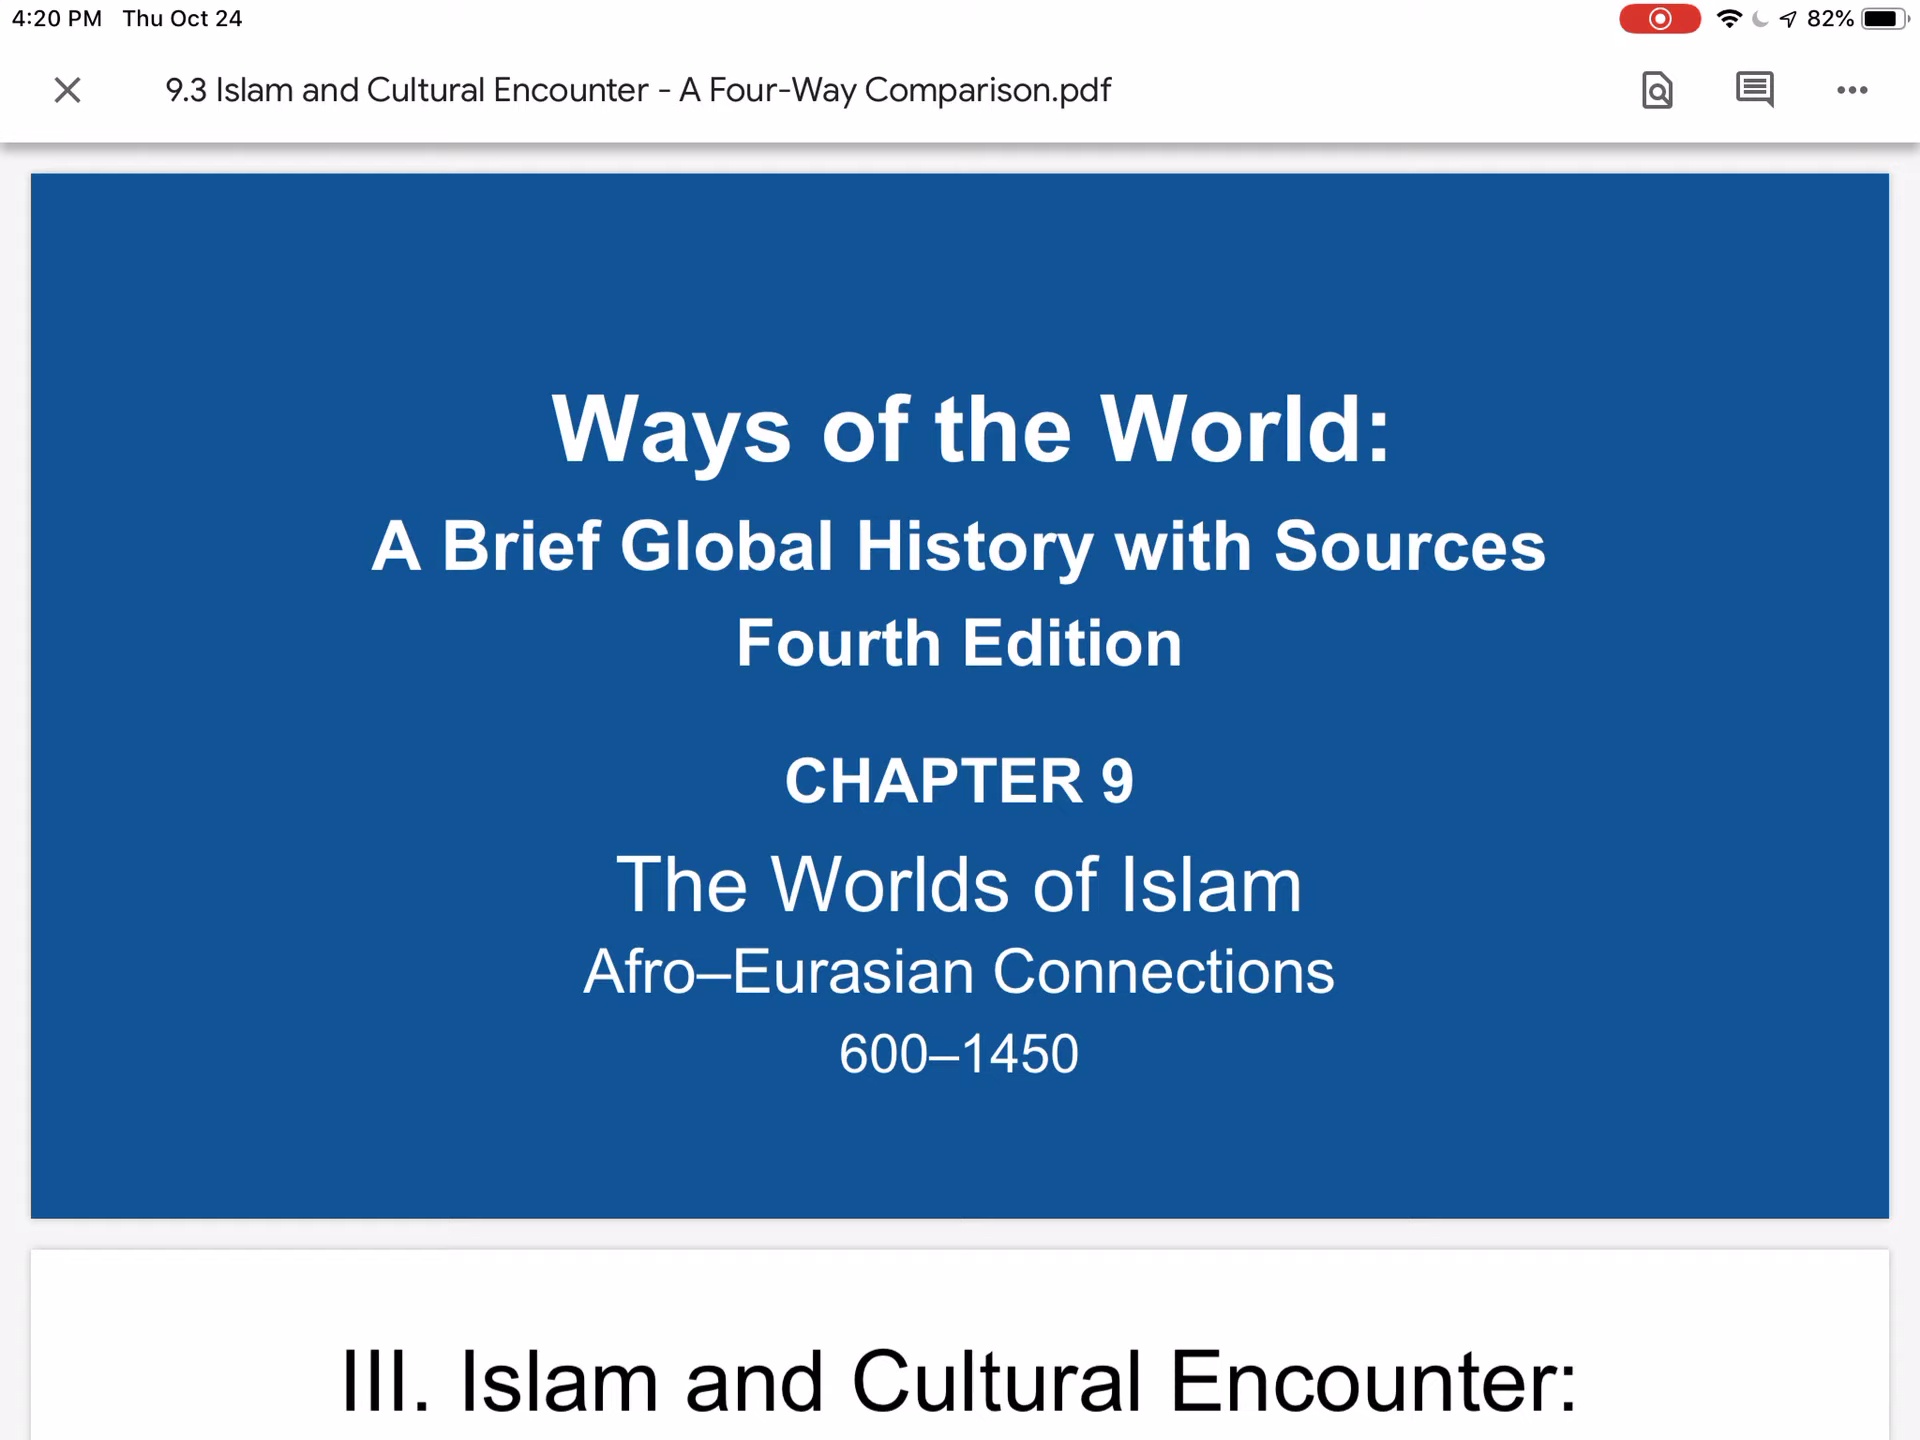 4:20 PM Thu Oct 24
82%
9.3 Islam and Cultural Encounter - A Four-Way Comparison.pdf
Ways of the World:
A Brief Global History with Sources
Fourth Edition
CHAPTER 9
The Worlds of Islam
Afro–Eurasian Connections
600–1450
III. Islam and Cultural Encounter: